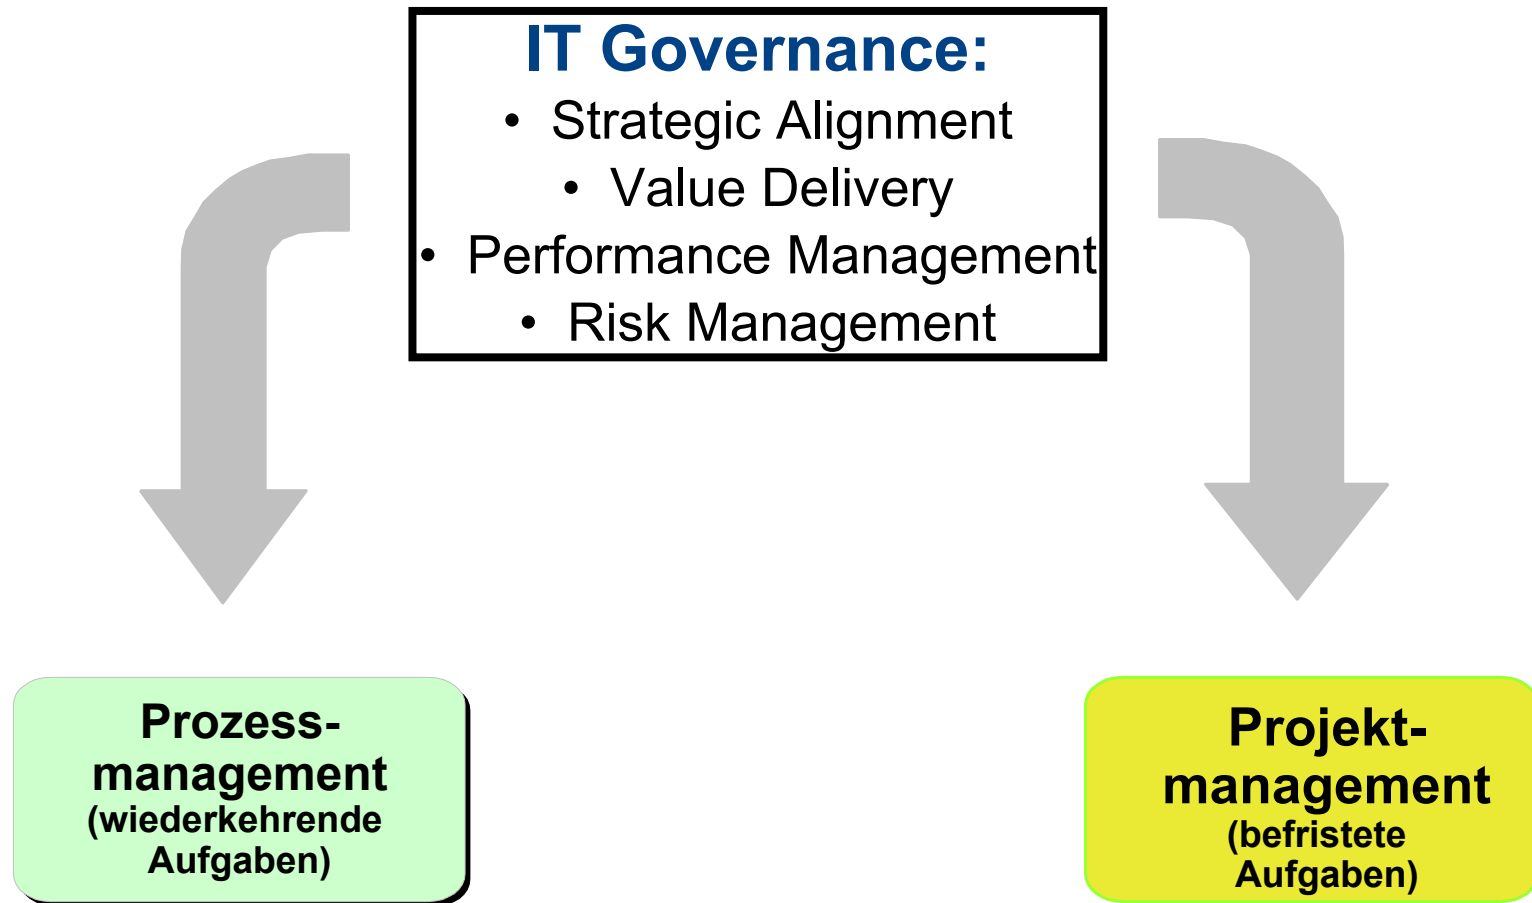 IT Governance:
• Strategic Alignment
• Value Delivery
• Performance Management
• Risk Management
Prozess-
management
(wiederkehrende
Aufgaben)
Projekt-
management
(befristete
Aufgaben)